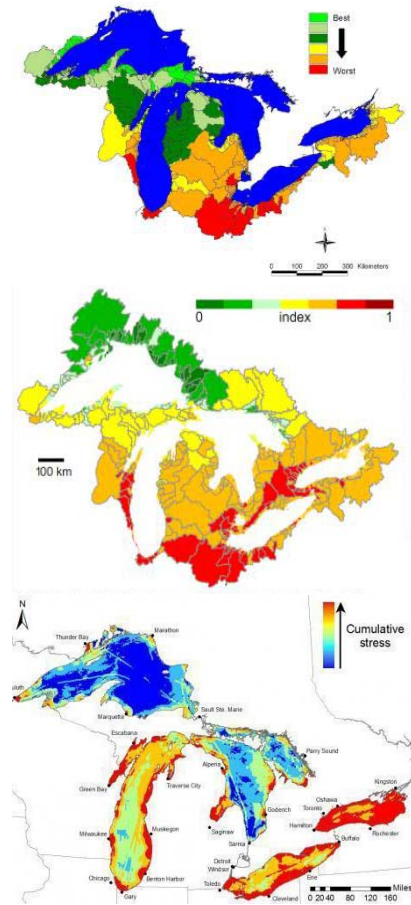 Best
Worst
0 100 200 300 Kilometers
0 index 1
100 km
N
Cumulative
stress
Thunder Bay
Marathon
Marquette
Sault Ste. Marie
Escabana
Parry Sound
Alpena
Green Bay
Traverse City
Kingston
Oshawa
Toronto
Goderich
Hamilton
Rochester
Saginaw
Milwaukee
Muskegon
Sarnia
Buffalo
Detroit
Windsor
Benton Harbor
Chicago
Gary
Toledo
Erie
Cleveland
0 20 40 80 120 160 Miles